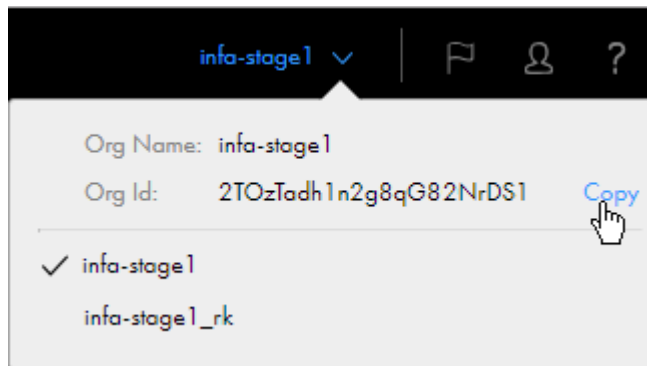 infa-stage1
?
Org Name: infa-stage1
Org Id: 2TOzTadh1n2g8qG82NrDS1 Copy
infa-stage1
infa-stage1_rk